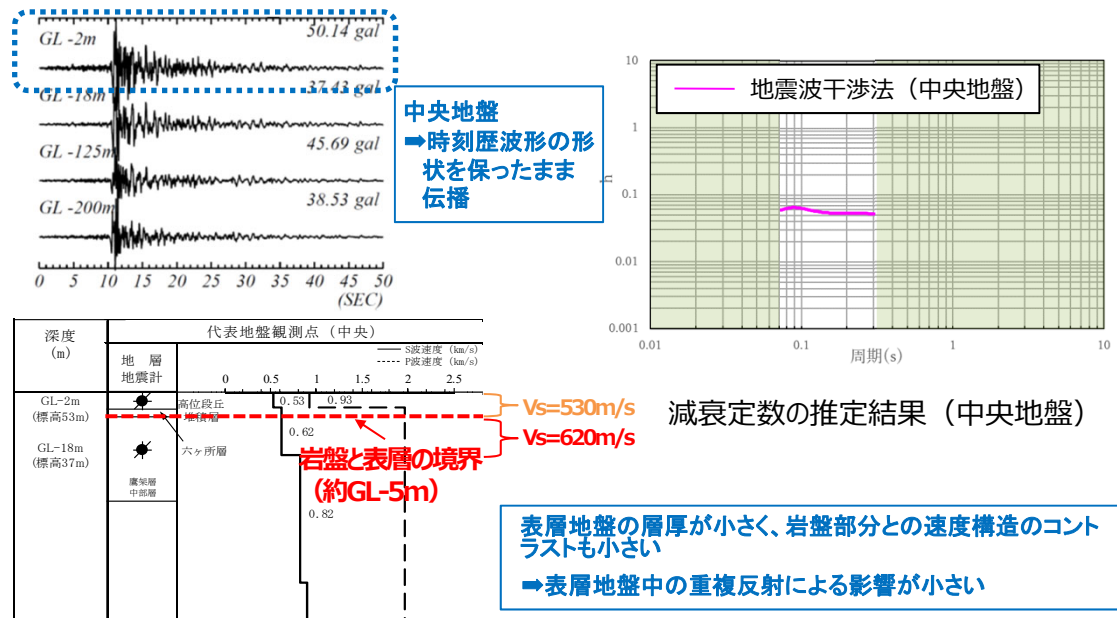 GL -2m
50.14 gal
GL -18m
37.43 gal
GL -125m
45.69 gal
GL -200m
38.53 gal
0 5 10 15 20 25 30 35 40 45 50
(SEC)
中央地盤
➡時刻歴波形の形
状を保ったまま
伝播
地震波干渉法（中央地盤）
10
1
0.1
0.01
0.001
h
0.01 0.1 1 10
周期(s)
減衰定数の推定結果（中央地盤）
深度
(m)
代表地盤観測点（中央）
地 層
地震計
S波速度 (km/s)
P波速度 (km/s)
0 0.5 1 1.5 2 2.5
GL-2m
(標高53m)
高位段丘
堆積層
0.53 0.93
Vs=530m/s
Vs=620m/s
0.62
GL-18m
(標高37m)
六ヶ所層
岩盤と表層の境界
（約GL-5m）
鷹架層
中部層
0.82
表層地盤の層厚が小さく、岩盤部分との速度構造のコント
ラストも小さい
➡表層地盤中の重複反射による影響が小さい